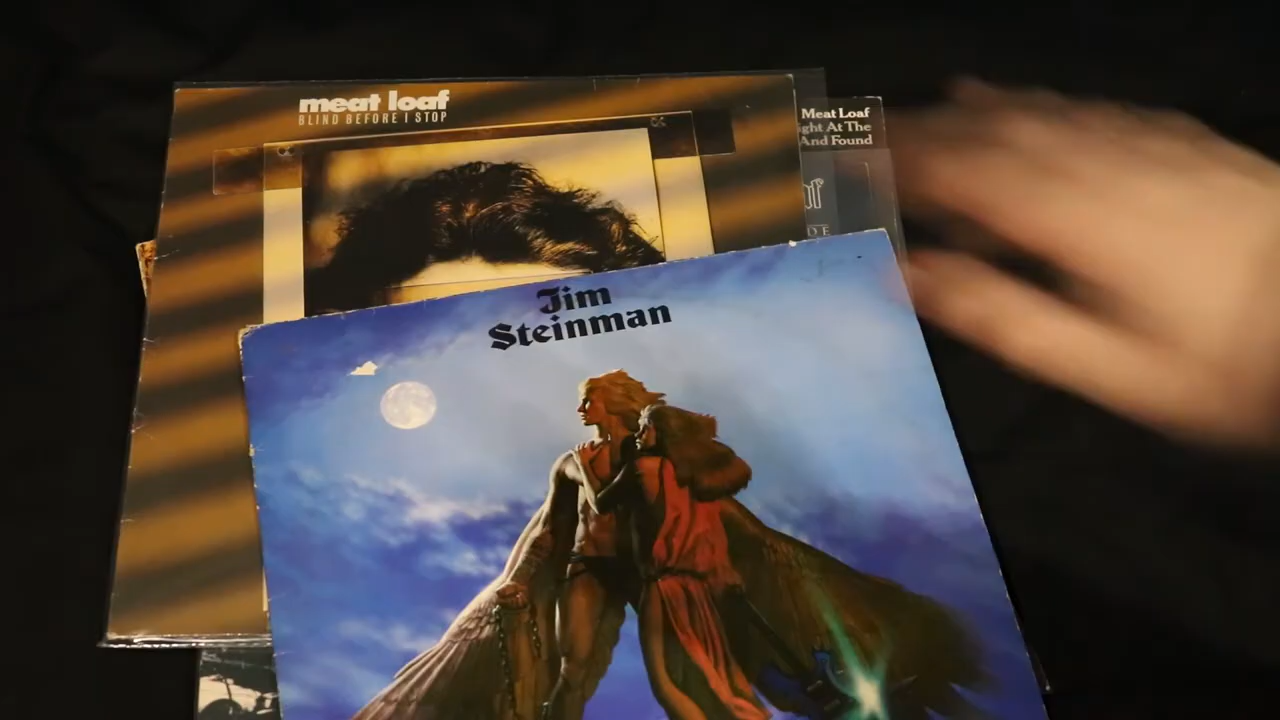 meat loaf
BLIND BEFORE I STOP
Meat Loaf
ght At The
And Found
Jim
Steinman